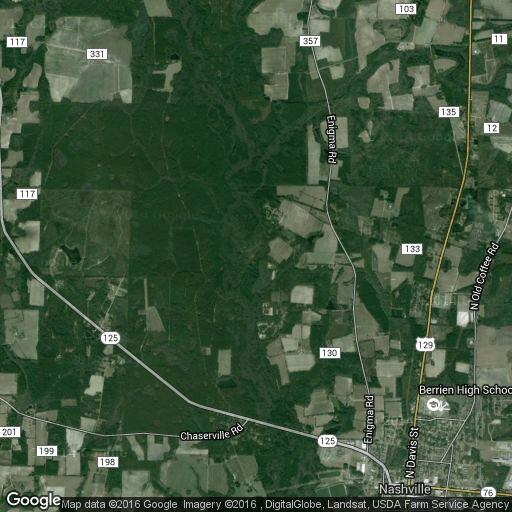 103
117
331
357
11
135
12
Enigma Rd
117
133
N Old Coffee Rd
125
129
130
Berrien High School
Enigma Rd
N Davis St
201
Chaserville Rd
125
199
198
Nashville
76
Google
Map data ©2016 Google Imagery ©2016 , DigitalGlobe, Landsat, USDA Farm Service Agency